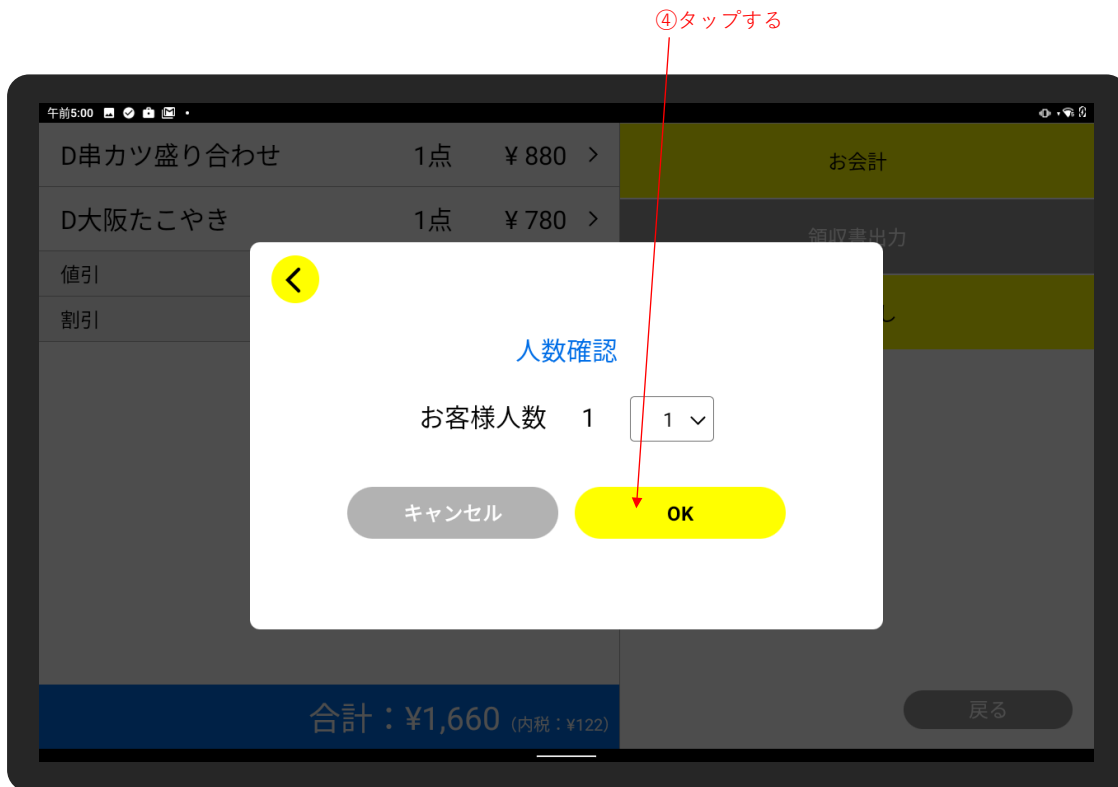 ④タップする
午前5:00
D串カツ盛り合わせ 1点 ¥ 880
D大阪たこやき 1点 ¥ 780
値引
割引
お会計
領収書出力
し
人数確認
お客様人数 1 1
キャンセル OK
合計：¥1,660 (内税：¥122)
戻る